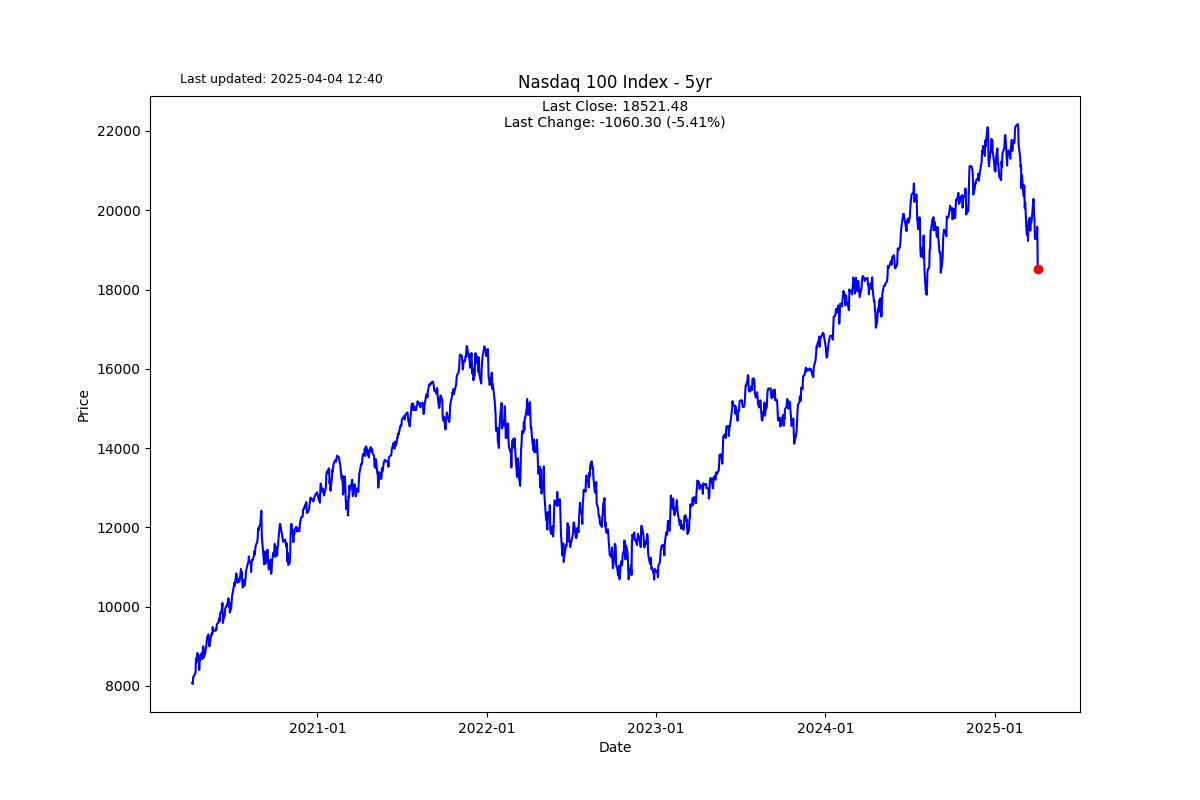 Last updated: 2025-04-04 12:40
Nasdaq 100 Index - 5yr
Last Close: 18521.48
Last Change: -1060.30 (-5.41%)
22000
20000
18000
16000
14000
12000
10000
8000
Price
2021-01
2022-01
2023-01
2024-01
2025-01
Date